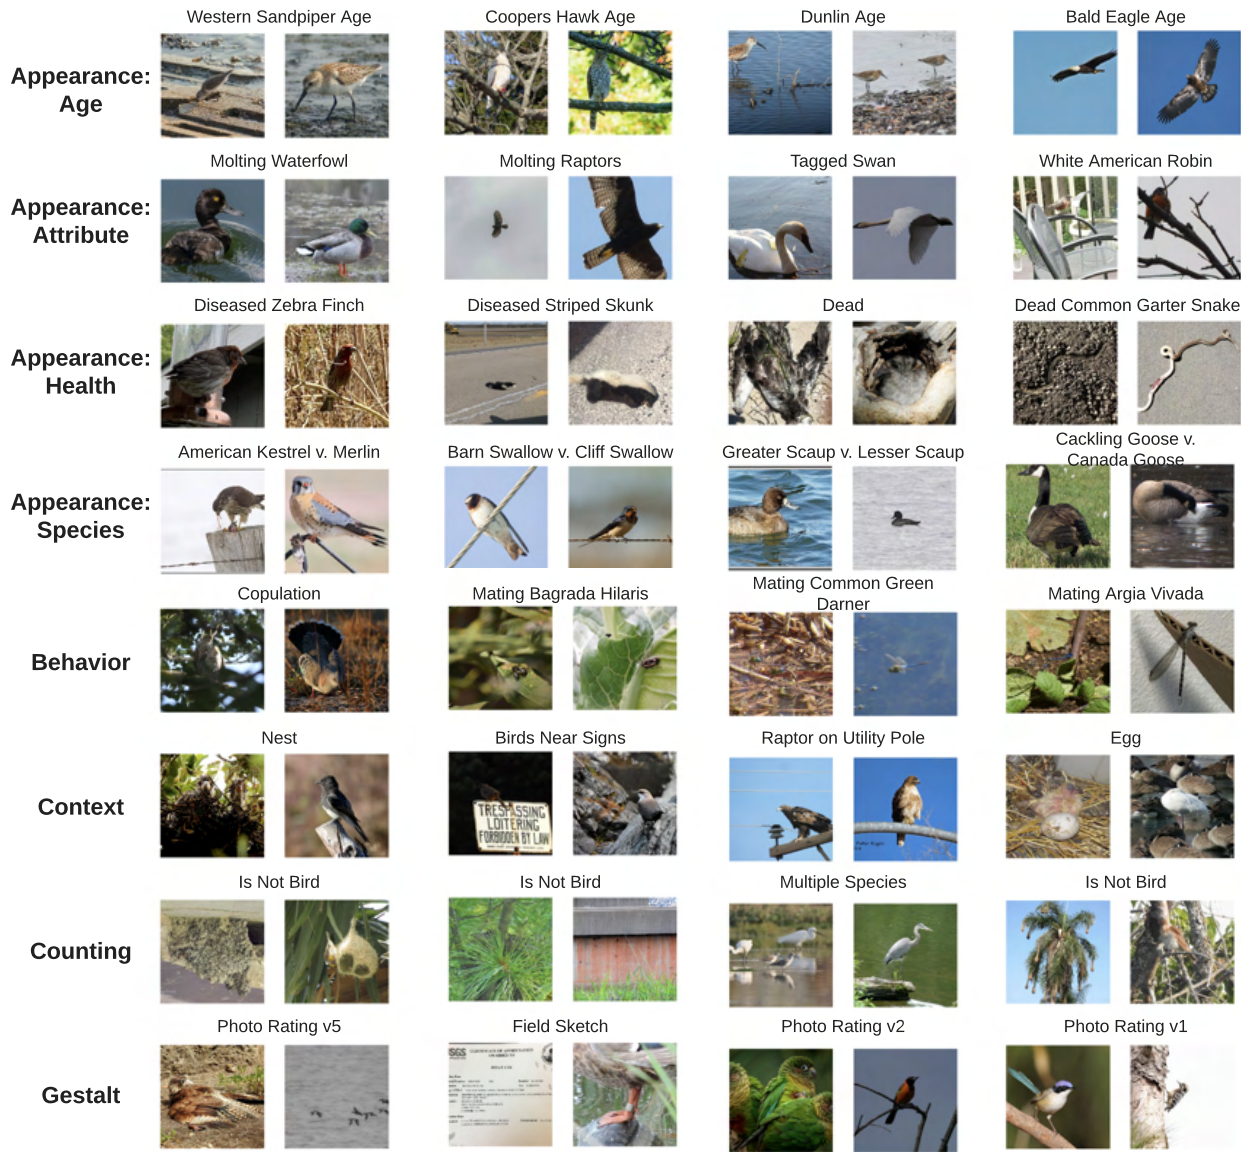 Western Sandpiper Age
Coopers Hawk Age
Dunlin Age
Bald Eagle Age
Appearance:
Age
Molting Waterfowl
Molting Raptors
Tagged Swan
White American Robin
Appearance:
Attribute
Diseased Zebra Finch
Diseased Striped Skunk
Dead
Dead Common Garter Snake
Appearance:
Health
American Kestrel v. Merlin
Barn Swallow v. Cliff Swallow
Greater Scaup v. Lesser Scaup
Cackling Goose v.
Canada Goose
Appearance:
Species
Copulation
Mating Bagrada Hilaris
Mating Common Green
Darner
Mating Argia Vivada
Behavior
Nest
Birds Near Signs
Raptor on Utility Pole
Egg
Context
TRESPASSING
LOITERING
FORBIDDEN BY LAW
Is Not Bird
Is Not Bird
Multiple Species
Is Not Bird
Counting
Photo Rating v5
Field Sketch
Photo Rating v2
Photo Rating v1
Gestalt
CERTIFICATE OF APPRECIATION